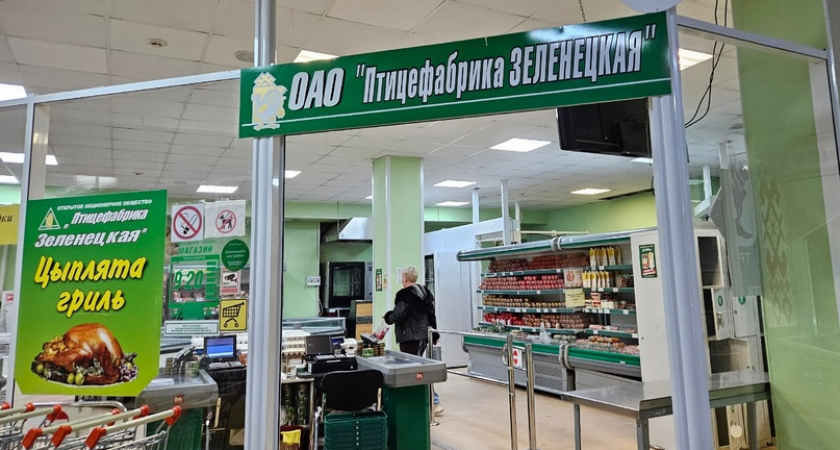 ОАО "Птицефабрика ЗЕЛЕНЕЦКАЯ"
ОТКРЫТОЕ АКЦИОНЕРНОЕ ОБЩЕСТВО
"Птицефабрика
Зеленецкая"
Цыплята
гриль
МАГАЗИН